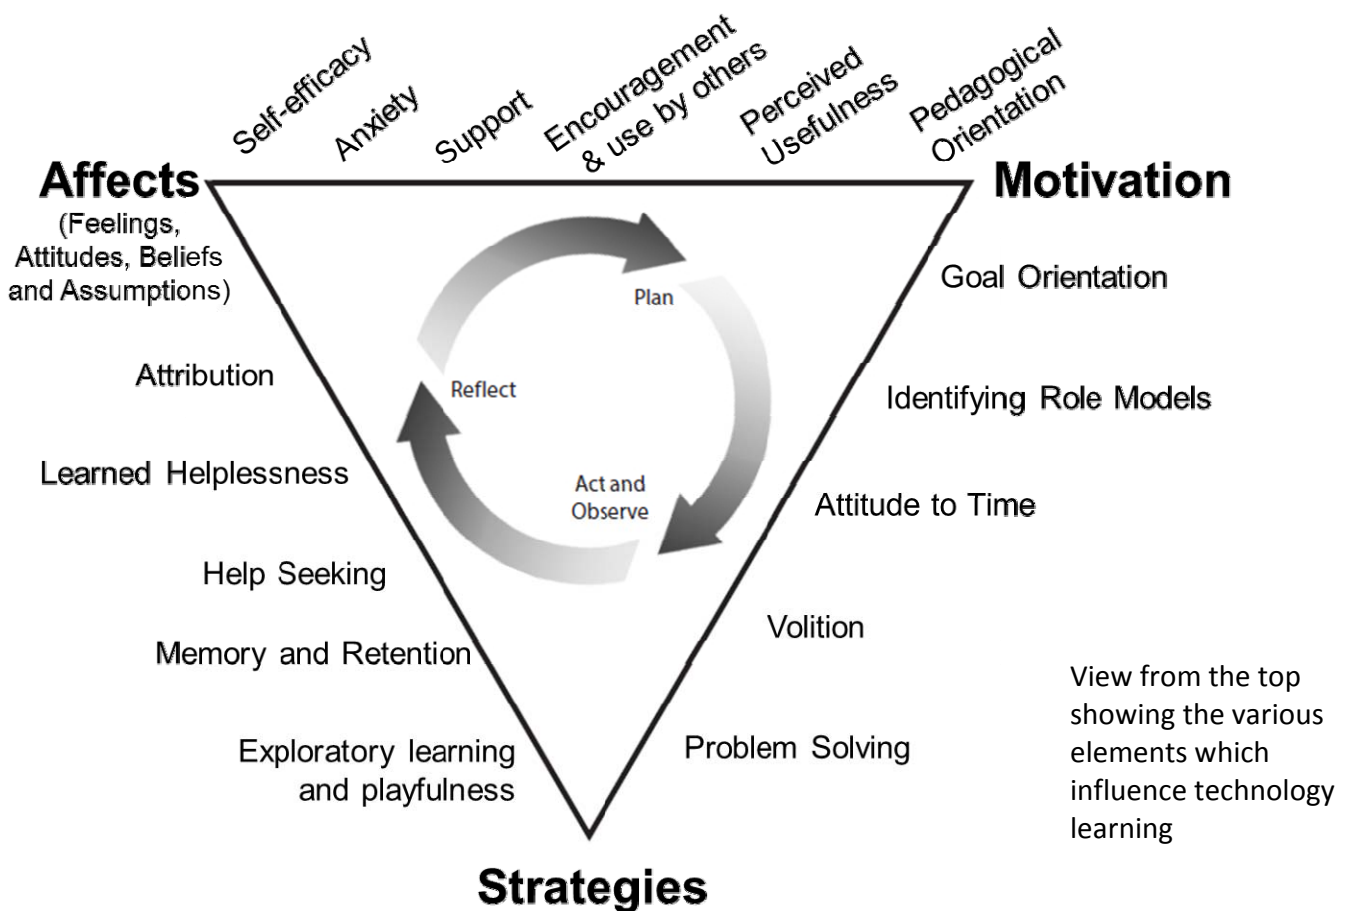 Self-efficacy
Anxiety
Support
Encouragement
& use by others
Perceived
Usefulness
Pedagogical
Orientation
Affects
(Feelings,
Attitudes, Beliefs
and Assumptions)
Motivation
Goal Orientation
Plan
Attribution
Reflect
Identifying Role Models
Learned Helplessness
Act and
Observe
Attitude to Time
Help Seeking
Volition
Memory and Retention
Exploratory learning
and playfulness
Problem Solving
View from the top
showing the various
elements which
influence technology
learning
Strategies